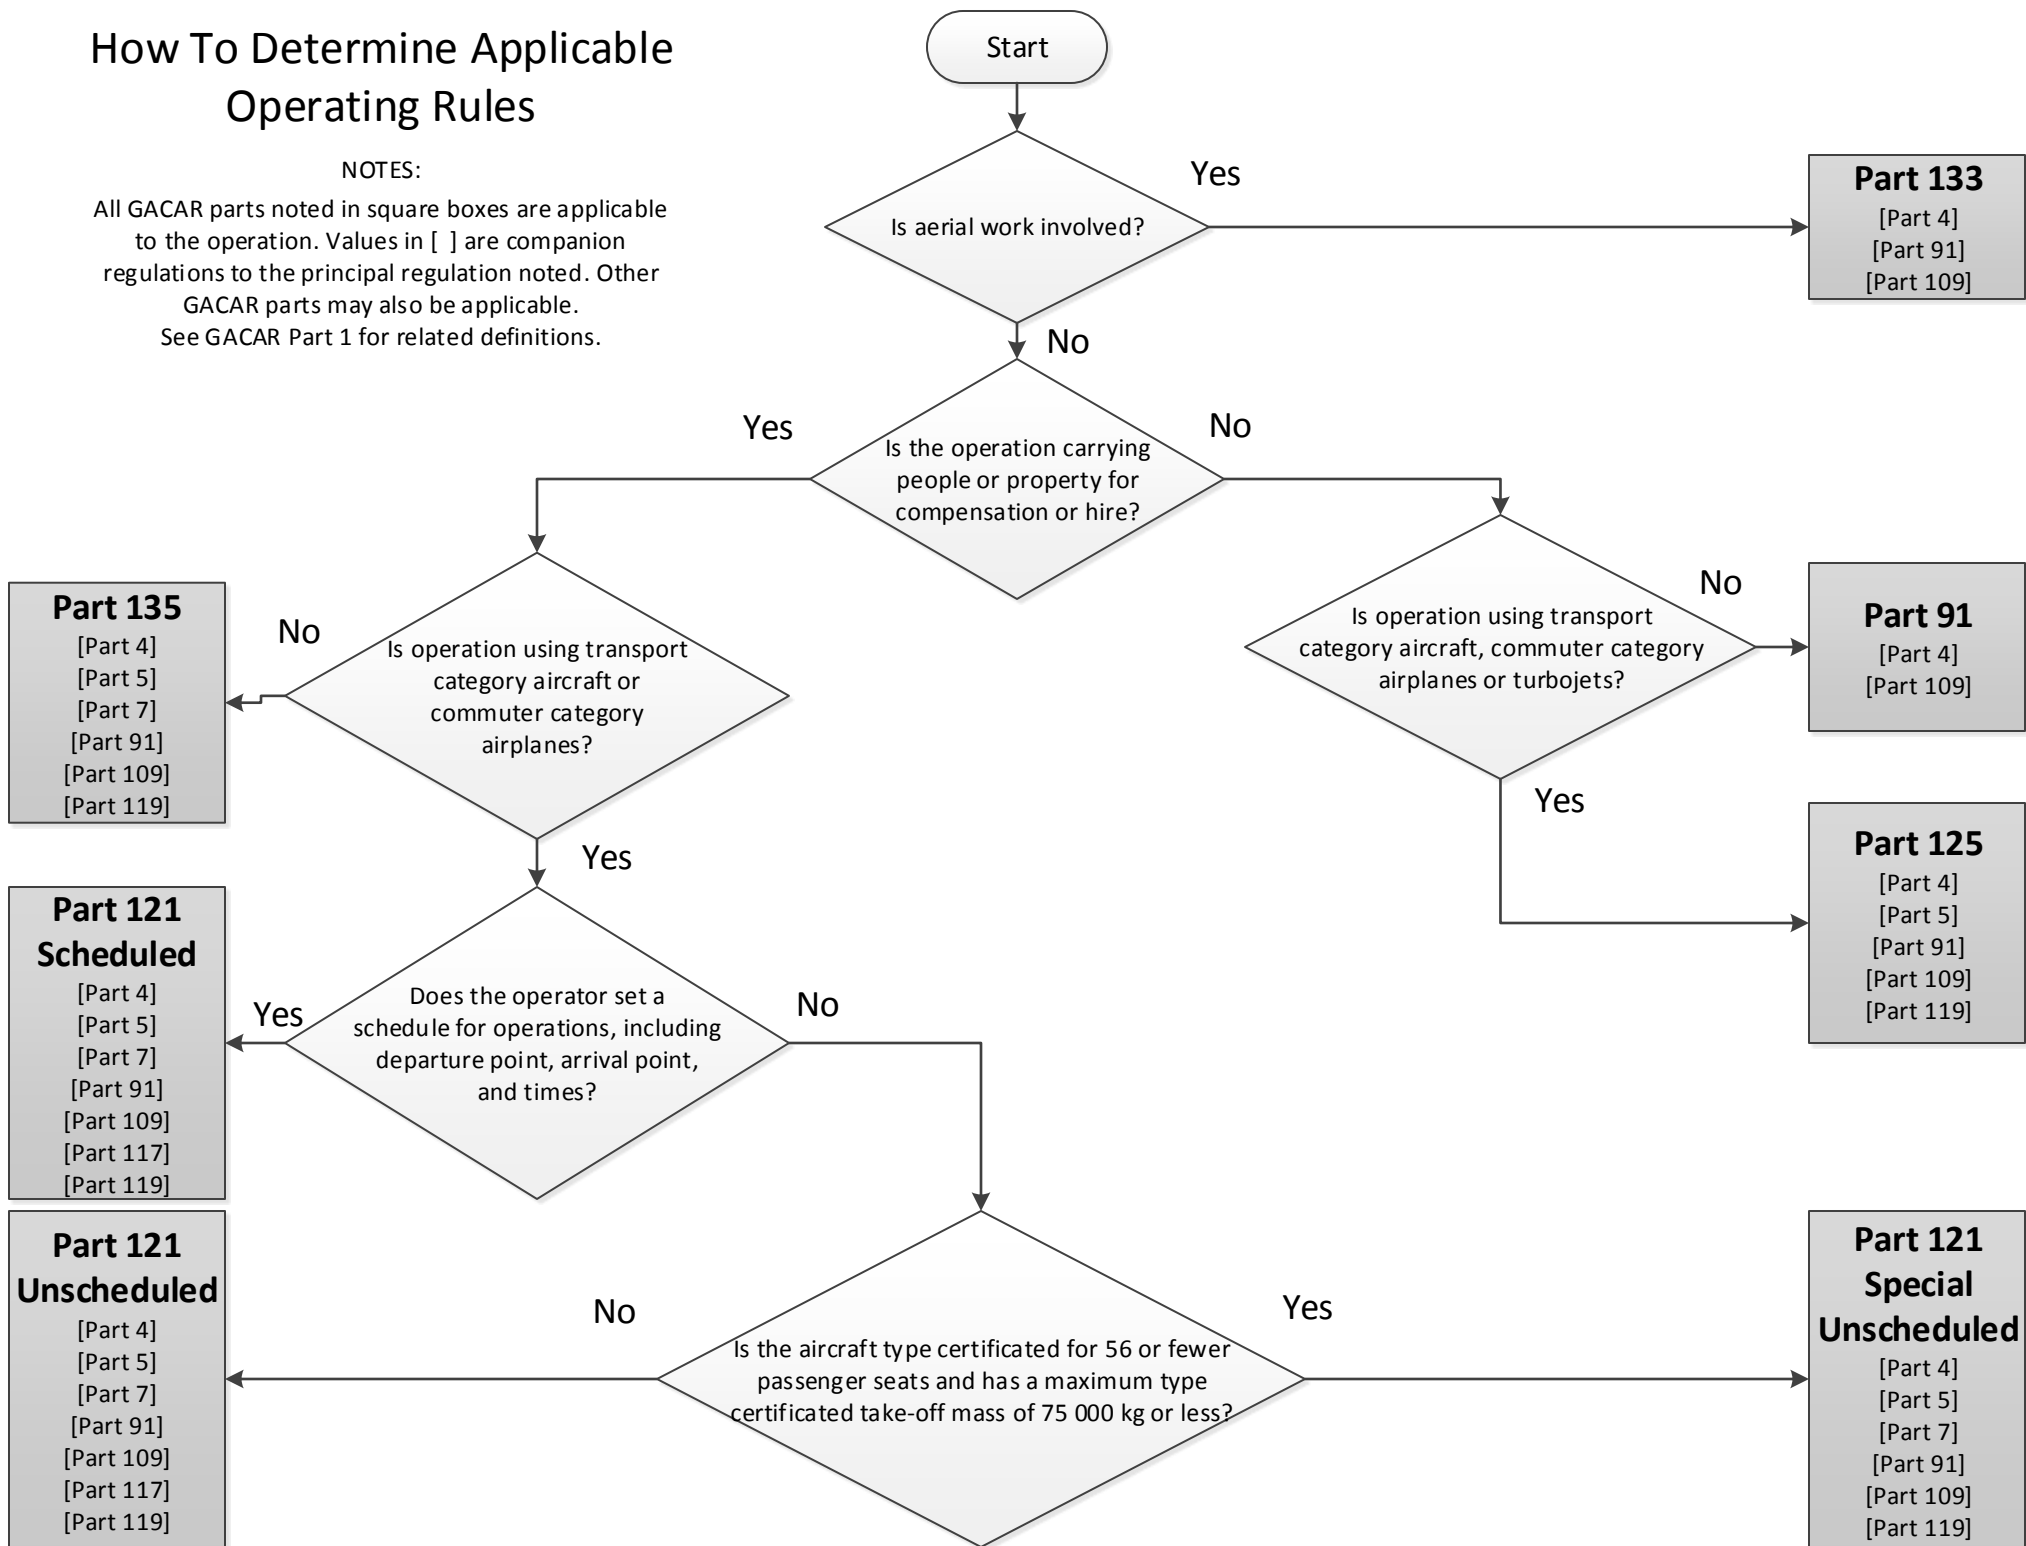 How To Determine Applicable
Operating Rules
NOTES:
All GACAR parts noted in square boxes are applicable
to the operation. Values in [ ] are companion
regulations to the principal regulation noted. Other
GACAR parts may also be applicable.
See GACAR Part 1 for related definitions.
Start
Is aerial work involved?
Yes
Part 133
[Part 4]
[Part 91]
[Part 109]
No
Is the operation carrying
people or property for
compensation or hire?
Yes
No
Is operation using transport
category aircraft or
commuter category
airplanes?
No
Part 135
[Part 4]
[Part 5]
[Part 7]
[Part 91]
[Part 109]
[Part 119]
Is operation using transport
category aircraft, commuter category
airplanes or turbojets?
No
Part 91
[Part 4]
[Part 109]
Yes
Part 125
[Part 4]
[Part 5]
[Part 91]
[Part 109]
[Part 119]
Yes
Does the operator set a
schedule for operations, including
departure point, arrival point,
and times?
Yes
Part 121
Scheduled
[Part 4]
[Part 5]
[Part 7]
[Part 91]
[Part 109]
[Part 117]
[Part 119]
No
Is the aircraft type certificated for 56 or fewer
passenger seats and has a maximum type
certificated take-off mass of 75 000 kg or less?
No
Part 121
Unscheduled
[Part 4]
[Part 5]
[Part 7]
[Part 91]
[Part 109]
[Part 117]
[Part 119]
Yes
Part 121
Special
Unscheduled
[Part 4]
[Part 5]
[Part 7]
[Part 91]
[Part 109]
[Part 119]